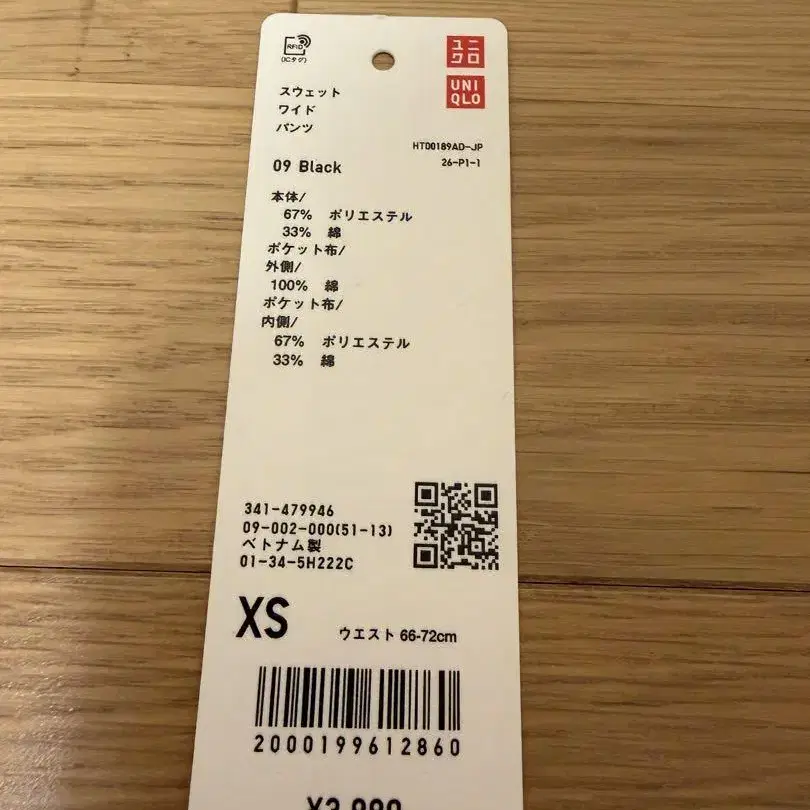 RFID
(ICタグ)
ユニ
クロ
UNI
QLO
スウェット
ワイド
パンツ
HTD0189AD-JP
26-P1-1
09 Black
本体/
67% ポリエステル
33% 綿
ポケット布/
外側/
100% 綿
ポケット布/
内側/
67% ポリエステル
33% 綿
341-479946
09-002-000(51-13)
ベトナム製
01-34-5H222C
XS
ウエスト 66-72cm
2000199612860